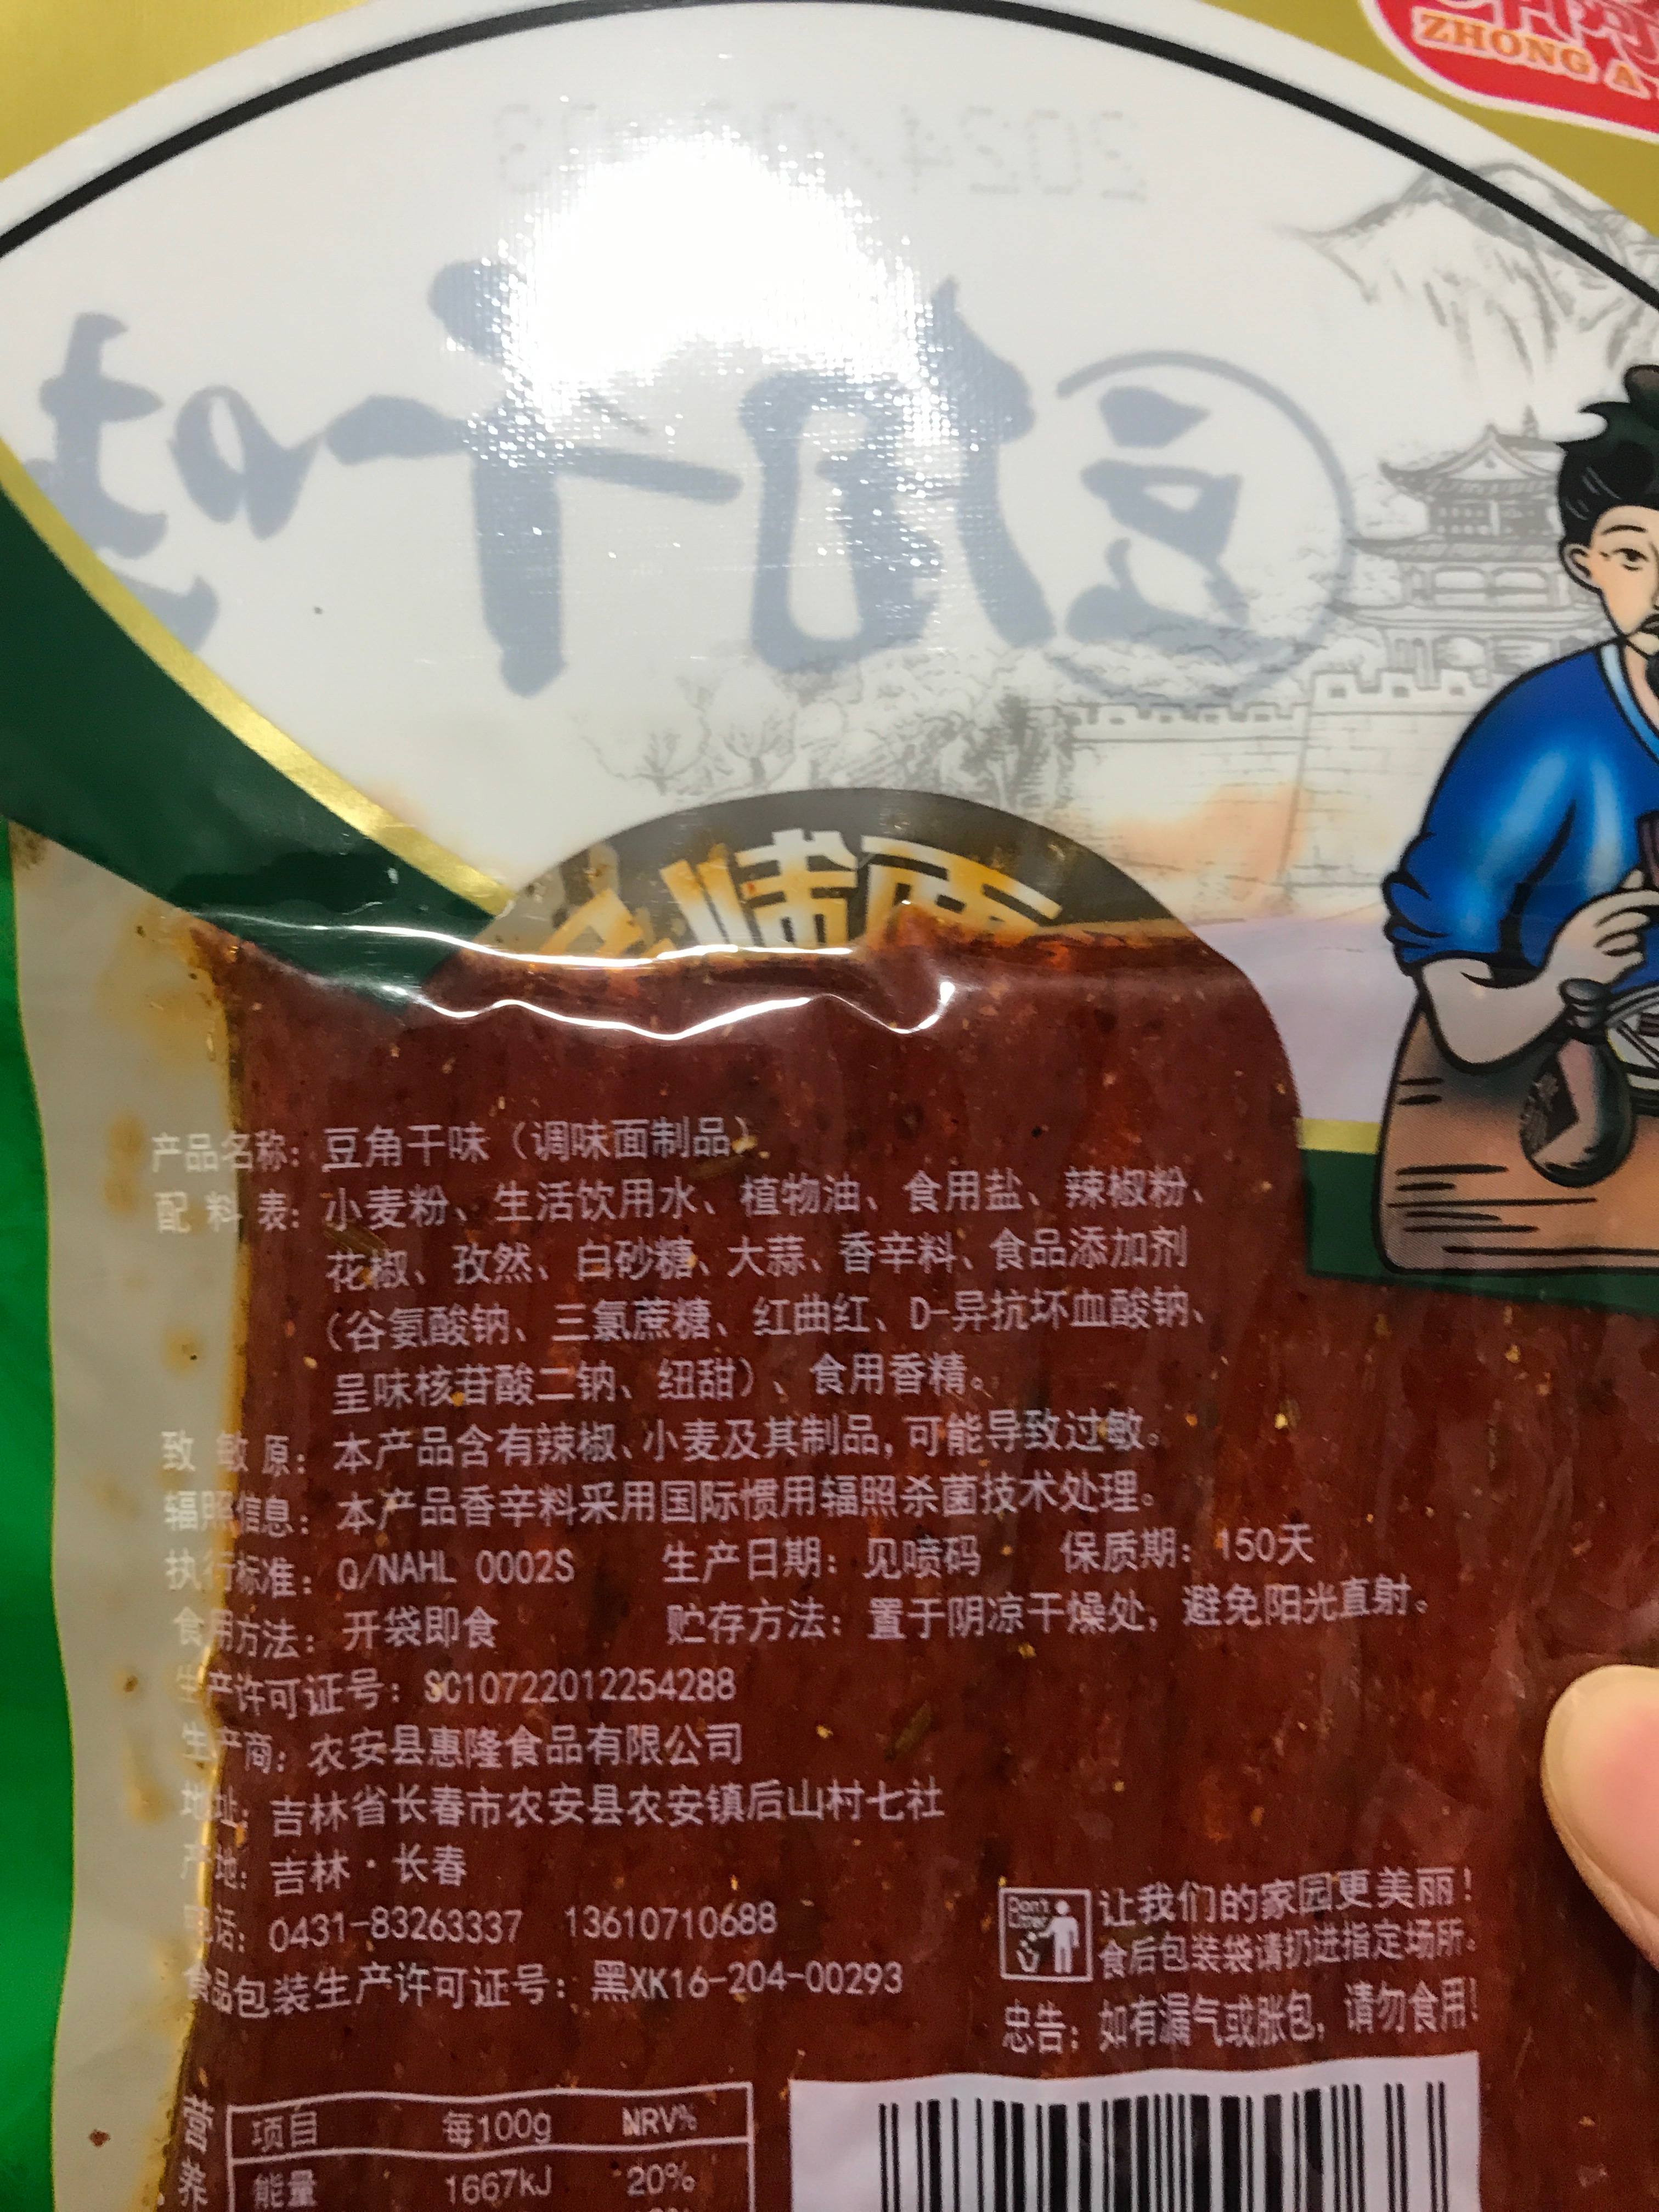 ZHONG A
产品名称：豆角干味（调味面制品）
配料表：小麦粉、生活饮用水、植物油、食用盐、辣椒粉、
花椒、孜然、白砂糖、大蒜、香辛料、食品添加剂
（谷氨酸钠、三氯蔗糖、红曲红、D-异抗坏血酸钠、
呈味核苷酸二钠、纽甜）、食用香精。
致敏原：本产品含有辣椒、小麦及其制品，可能导致过敏。
辐照信息：本产品香辛料采用国际惯用辐照杀菌技术处理。
执行标准：Q/NAHL 0002S 生产日期：见喷码 保质期：150天
食用方法：开袋即食 贮存方法：置于阴凉干燥处，避免阳光直射。
生产许可证号：SC10722012254288
生产商：农安县惠隆食品有限公司
地址：吉林省长春市农安县农安镇后山村七社
产地：吉林·长春
电话：0431-83263337 13610710688
食品包装生产许可证号：黑XK16-204-00293
Don't Litter
让我们的家园更美丽！
食后包装袋请扔进指定场所。
忠告：如有漏气或胀包，请勿食用！
营养
项目 每100g NRV%
能量 1667kJ 20%